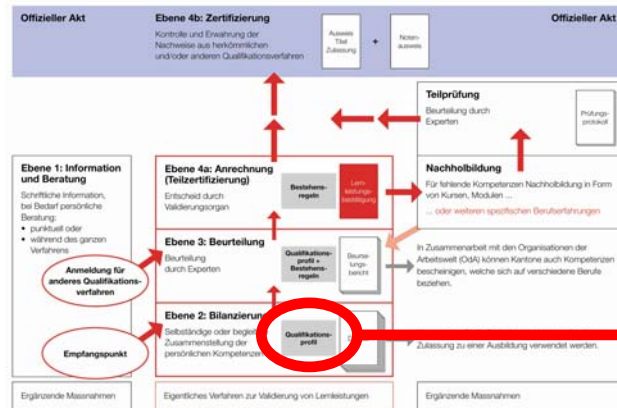 Offizieller Akt
Ebene 4b: Zertifizierung
Kontrolle und Erwahrung der
Nachweise aus herkömmlichen
und/oder anderen Qualifikationsverfahren
Ausweis
Titel
Zulassung
+
Noten-
ausweis
Offizieller Akt
Teilprüfung
Beurteilung durch
Experten
Prüfungs-
protokoll
Ebene 1: Information
und Beratung
Schriftliche Information,
bei Bedarf persönliche
Beratung:
• punktuell oder
• während des ganzen
Verfahrens
Anmeldung für
anderes Qualifikations-
verfahren
Empfangspunkt
Ebene 4a: Anrechnung
(Teilzertifizierung)
Entscheid durch
Validierungsorgan
Bestehens-
regeln
Lern-
leistungs-
bestätigung
Nachholbildung
Für fehlende Kompetenzen Nachholbildung in Form
von Kursen, Modulen ...
... oder weiteren spezifischen Berufserfahrungen
Ebene 3: Beurteilung
Beurteilung
durch Experten
Qualifikations-
profil +
Bestehens-
regeln
Beurtei-
lungs-
bericht
In Zusammenarbeit mit den Organisationen der
Arbeitswelt (OdA) können Kantone auch Kompetenzen
bescheinigen, welche sich auf verschiedene Berufe
beziehen.
Ebene 2: Bilanzierung
Selbständige oder
Zusammenstellung der
persönlichen Kompetenzen
Qualifikations-
profil
Zulassung zu einer Ausbildung verwendet werden.
Ergänzende Massnahmen
Eigentliches Verfahren zur Validierung von Lernleistungen
Ergänzende Massnahmen